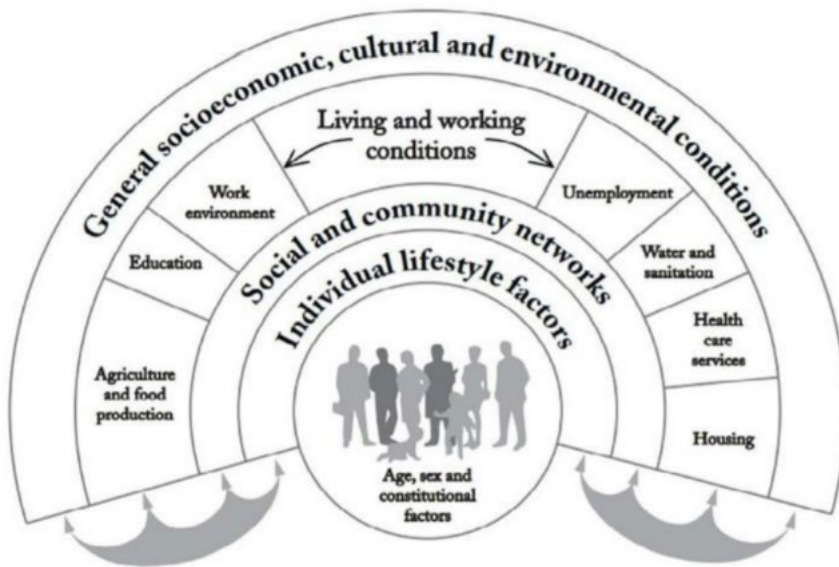 General socioeconomic, cultural and environmental conditions
Living and working
conditions
Work
environment
Unemployment
Education
Water and
sanitation
Agriculture
and food
production
Health
care
services
Housing
Social and community networks
Individual lifestyle factors
Age, sex and
constitutional
factors